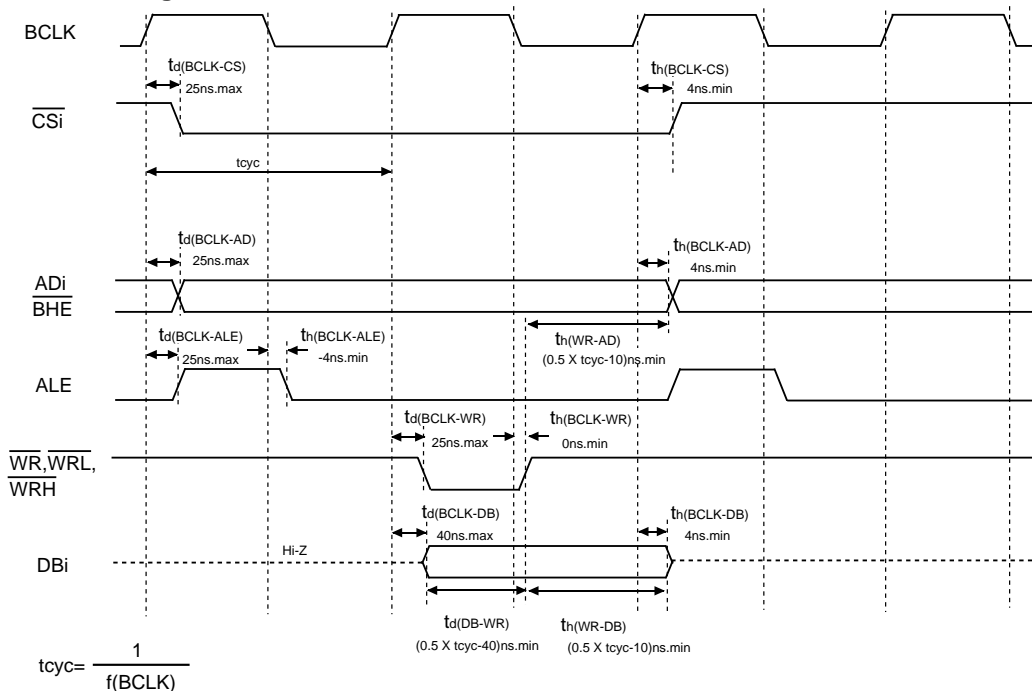 BCLK
td(BCLK-CS)
25ns.max
th(BCLK-CS)
4ns.min
CSi
tcyc
td(BCLK-AD)
25ns.max
th(BCLK-AD)
4ns.min
ADi
BHE
td(BCLK-ALE)
25ns.max
th(BCLK-ALE)
-4ns.min
th(WR-AD)
(0.5 X tcyc-10)ns.min
ALE
td(BCLK-WR)
25ns.max
th(BCLK-WR)
0ns.min
WR,WRL,
WRH
td(BCLK-DB)
40ns.max
th(BCLK-DB)
4ns.min
Hi-Z
DBi
td(DB-WR)
(0.5 X tcyc-40)ns.min
th(WR-DB)
(0.5 X tcyc-10)ns.min
tcyc= 1
f(BCLK)